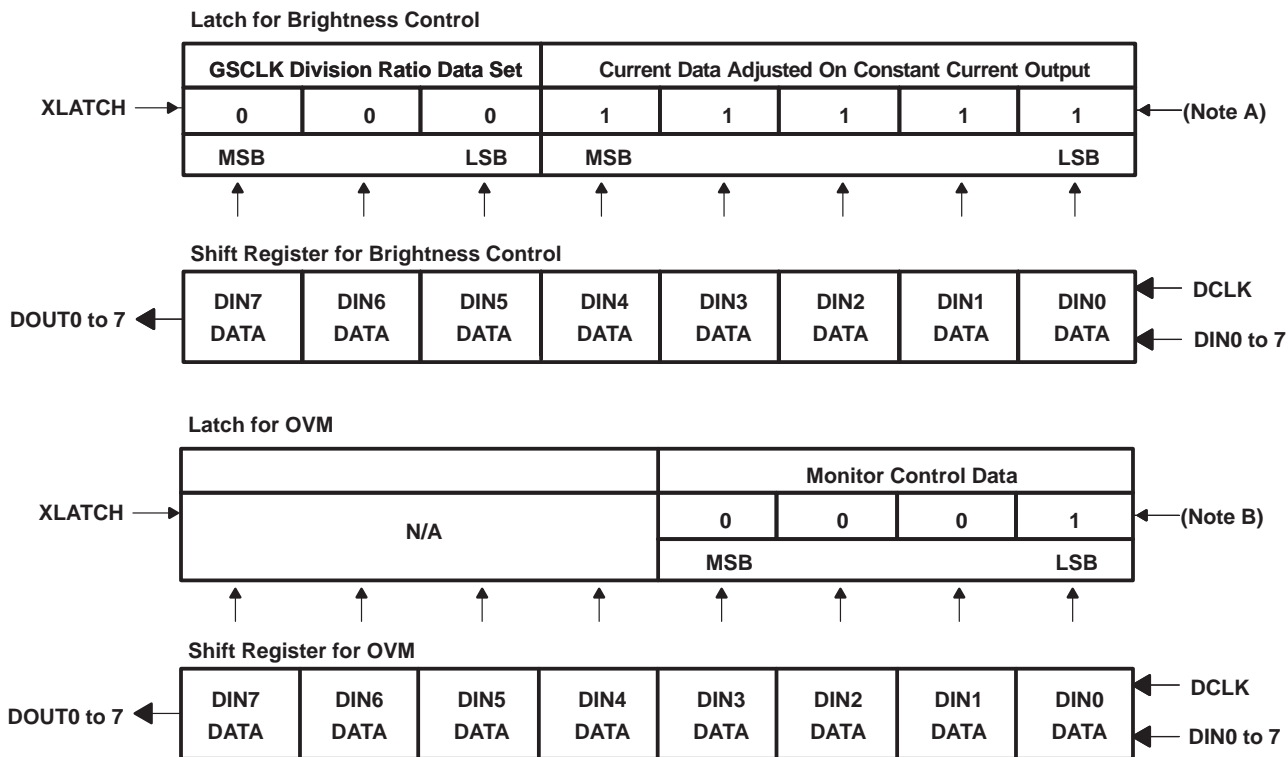 Latch for Brightness Control
GSCLK Division Ratio Data Set Current Data Adjusted On Constant Current Output
XLATCH 0 0 0 1 1 1 1 1 (Note A)
MSB LSB MSB LSB
Shift Register for Brightness Control
DOUT0 to 7
DIN7 DATA
DIN6 DATA
DIN5 DATA
DIN4 DATA
DIN3 DATA
DIN2 DATA
DIN1 DATA
DIN0 DATA
DCLK
DIN0 to 7
Latch for OVM
Monitor Control Data
XLATCH N/A 0 0 0 1 (Note B)
MSB LSB
Shift Register for OVM
DOUT0 to 7
DIN7 DATA
DIN6 DATA
DIN5 DATA
DIN4 DATA
DIN3 DATA
DIN2 DATA
DIN1 DATA
DIN0 DATA
DCLK
DIN0 to 7